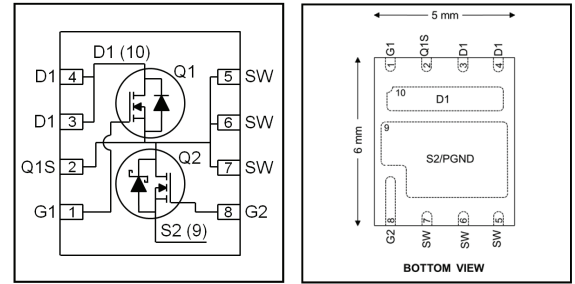 D1 (10)
Q1
D1 4
5 SW
D1 3
6 SW
Q2
Q1S 2
7 SW
G1 1
8 G2
S2 (9)
5 mm
G1
Q1S
D1
D1
1
2
3
4
10
D1
6 mm
9
S2/PGND
8
7
6
5
G2
SW
SW
SW
BOTTOM VIEW